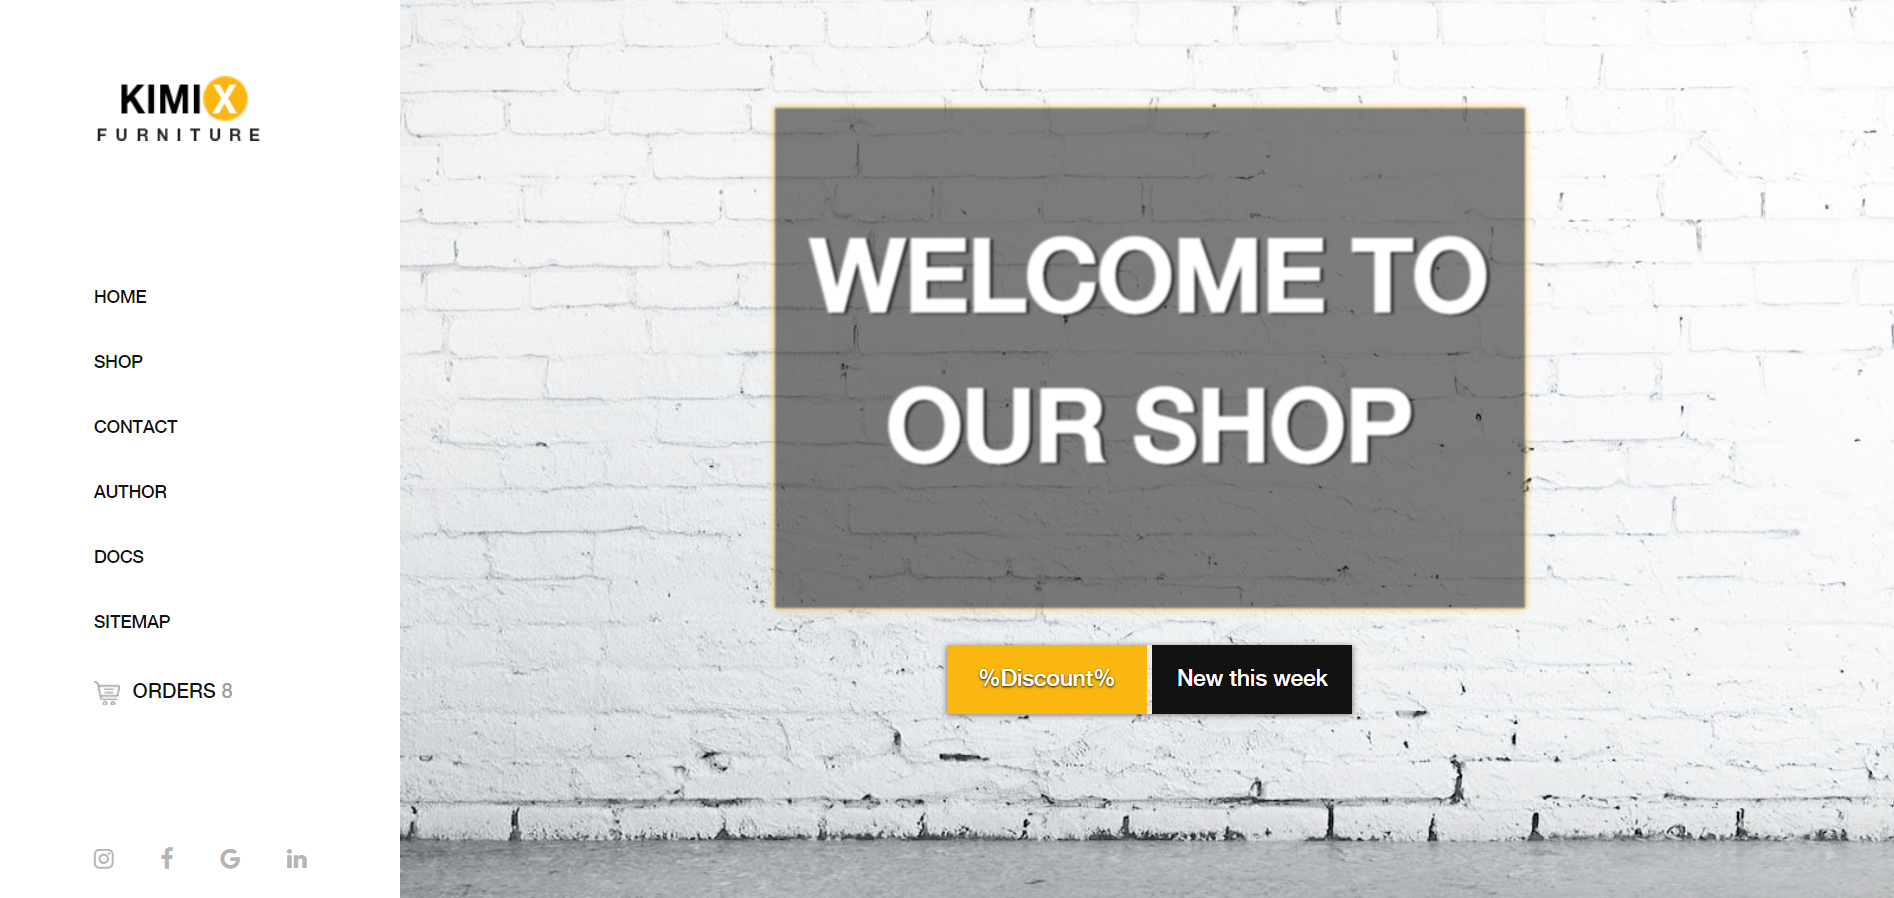 KIMIX
FURNITURE
HOME
SHOP
CONTACT
AUTHOR
DOCS
SITEMAP
ORDERS 8
WELCOME TO
OUR SHOP
%Discount%
New this week